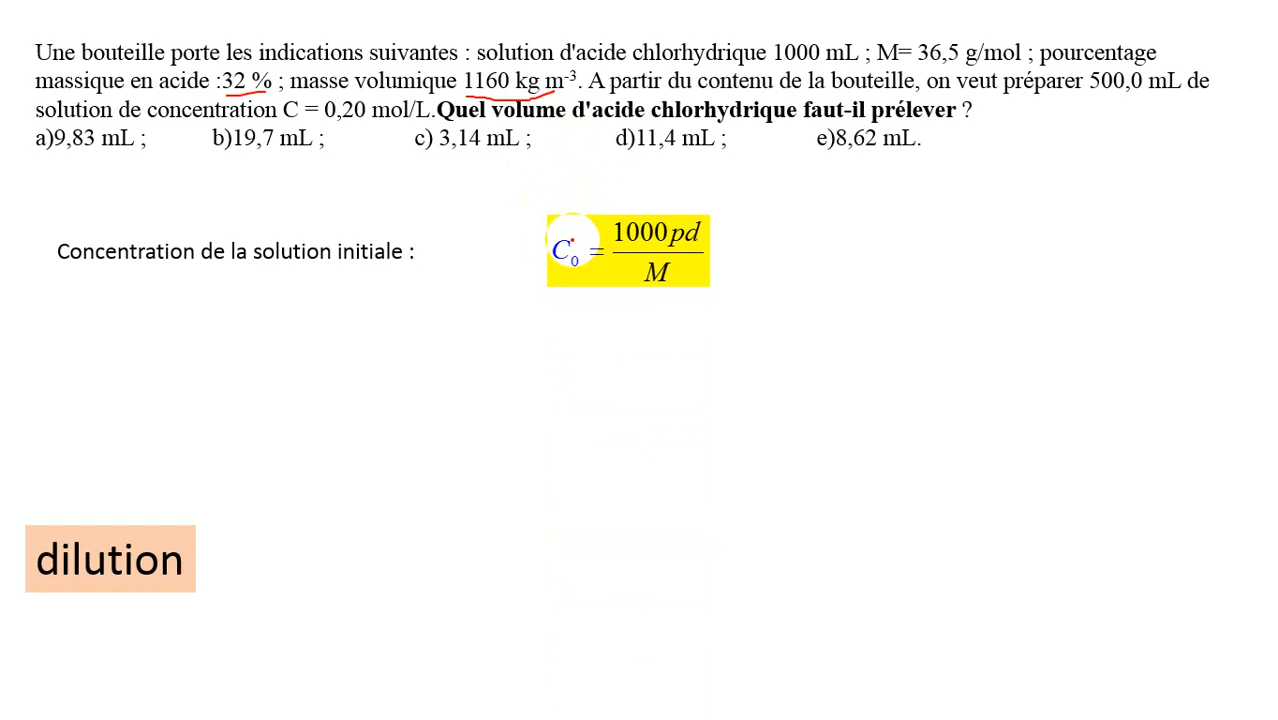 Une bouteille porte les indications suivantes : solution d'acide chlorhydrique 1000 mL ; M= 36,5 g/mol ; pourcentage
massique en acide :32 % ; masse volumique 1160 kg m⁻³. A partir du contenu de la bouteille, on veut préparer 500,0 mL de
solution de concentration C = 0,20 mol/L.Quel volume d'acide chlorhydrique faut-il prélever ?
a)9,83 mL ; b)19,7 mL ; c) 3,14 mL ; d)11,4 mL ; e)8,62 mL.
Concentration de la solution initiale : C₀ = 1000pd / M
dilution